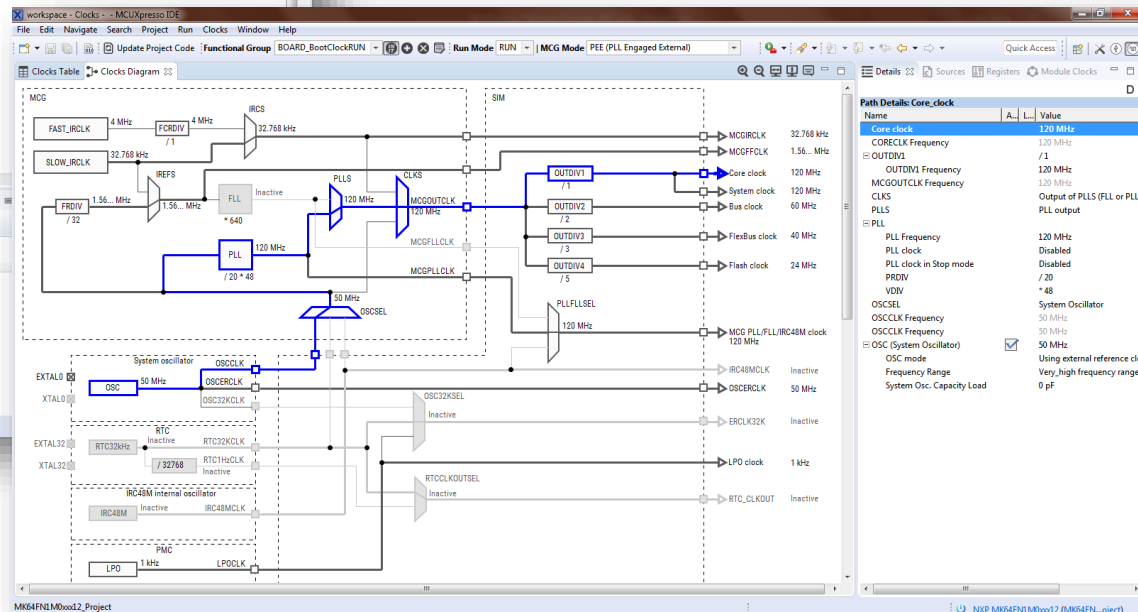 workspace - Clocks - - MCUXpresso IDE
File Edit Navigate Search Project Run Clocks Window Help
Update Project Code Functional Group BOARD_BootClockRUN Run Mode RUN MCG Mode PEE (PLL Engaged External) Quick Access
Clocks Table Clocks Diagram
Details Sources Registers Module Clocks
D
Path Details: Core_clock
Name A... L... Value
Core clock 120 MHz
CORECLK Frequency 120 MHz
OUTDIV1 / 1
OUTDIV1 Frequency 120 MHz
MCGOUTCLK Frequency 120 MHz
CLKS Output of PLLS (FLL or PLL
PLLS PLL output
PLL
PLL Frequency 120 MHz
PLL clock Disabled
PLL clock in Stop mode Disabled
PRDIV / 20
VDIV * 48
OSCSEL System Oscillator
OSCCLK Frequency 50 MHz
OSCCLK Frequency 50 MHz
OSC (System Oscillator) 50 MHz
OSC mode Using external reference clo
Frequency Range Very_high frequency range
System Osc. Capacity Load 0 pF
MCG
SIM
IRCS
FAST_IRCLK 4 MHz FCRDIV 4 MHz
/ 1
32.768 kHz
SLOW_IRCLK 32.768 kHz
IREFS
FRDIV 1.56... MHz
/ 32
1.56... MHz
FLL Inactive
* 640
PLLS
120 MHz
CLKS
MCGOUTCLK
120 MHz
PLL 120 MHz
/ 20 * 48
MCGFLLCLK
MCGPLLCLK
50 MHz
OSCSEL
OUTDIV1
/ 1
OUTDIV2
/ 2
OUTDIV3
/ 3
OUTDIV4
/ 5
PLLFLLSEL
120 MHz
MCGIRCLK 32.768 kHz
MCGFFCLK 1.56... MHz
Core clock 120 MHz
System clock 120 MHz
Bus clock 60 MHz
FlexBus clock 40 MHz
Flash clock 24 MHz
MCG PLL/FLL/IRC48M clock
120 MHz
IRC48MCLK Inactive
OSCERCLK 50 MHz
ERCLK32K Inactive
LPO clock 1 kHz
RTC_CLKOUT Inactive
System oscillator
EXTAL0
XTAL0
OSC 50 MHz
OSCCLK
OSCERCLK
OSC32KCLK
OSC32KSEL
Inactive
RTC
EXTAL32
XTAL32
RTC32kHz Inactive RTC32KCLK
/ 32768 RTC1HzCLK
Inactive
RTCCLKOUTSEL
Inactive
IRC48M internal oscillator
IRC48M Inactive IRC48MCLK
PMC
LPO 1 kHz LPOCLK
MK64FN1M0xxx12_Project
NXP MK64FN1M0xxx12 (MK64FN...oject)